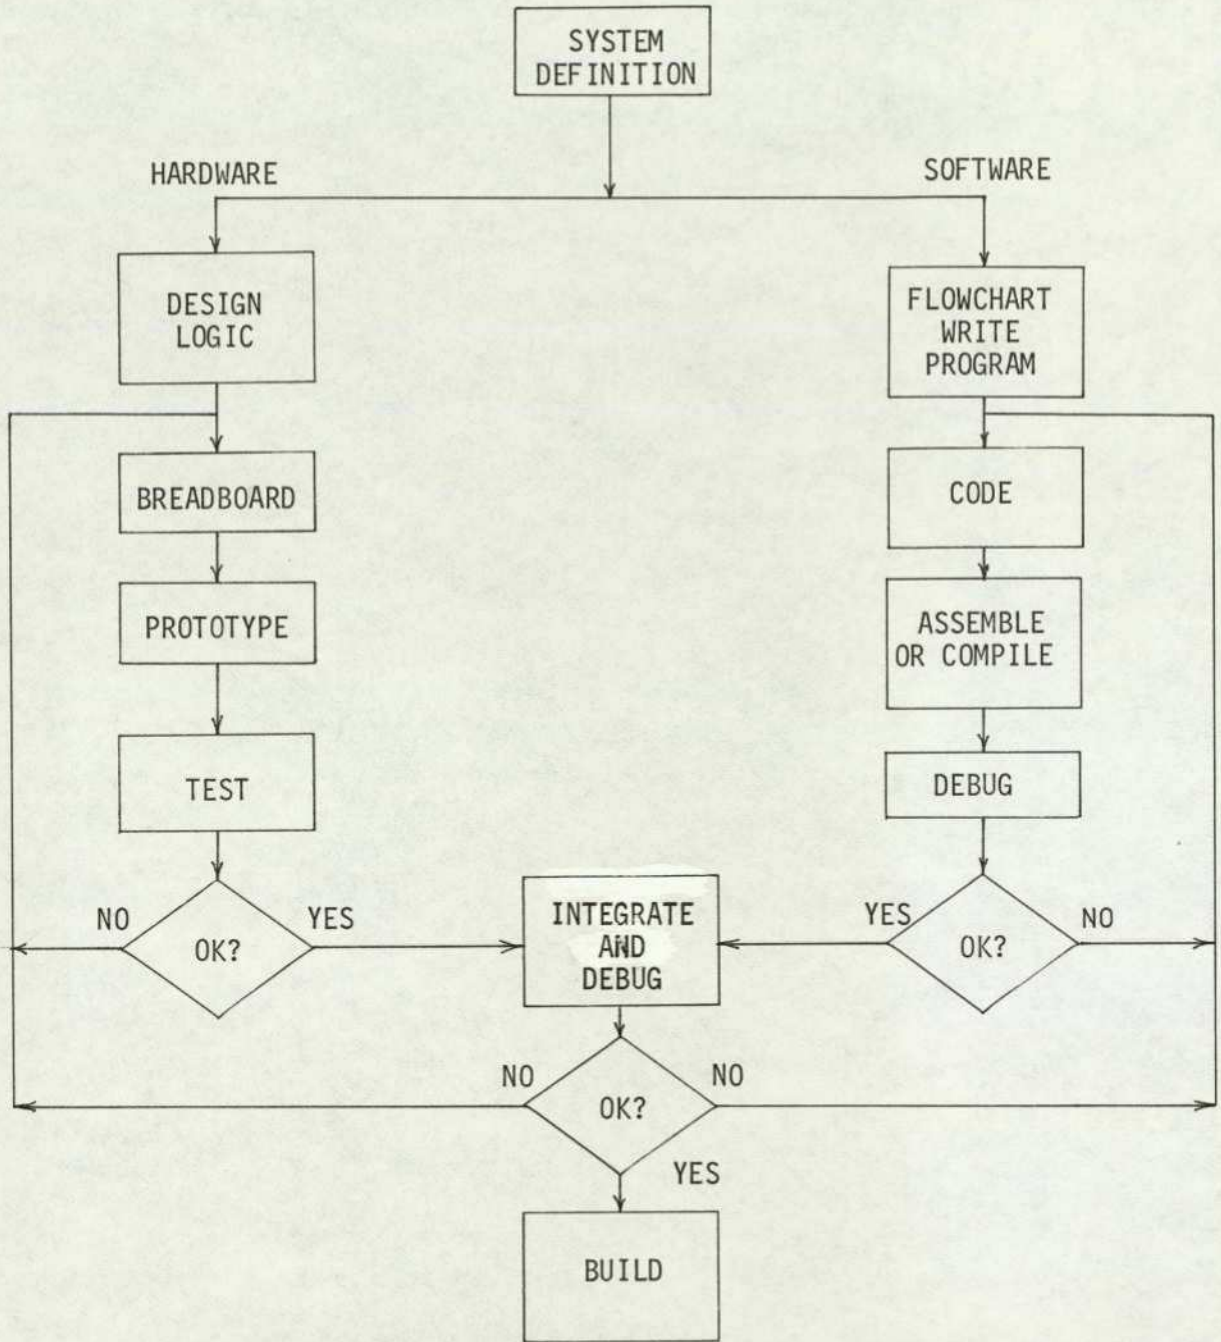 SYSTEM
DEFINITION
HARDWARE
SOFTWARE
DESIGN
LOGIC
FLOWCHART
WRITE
PROGRAM
BREADBOARD
CODE
PROTOTYPE
ASSEMBLE
OR COMPILE
TEST
DEBUG
NO
OK?
YES
INTEGRATE
AND
DEBUG
YES
OK?
NO
NO
OK?
NO
YES
BUILD